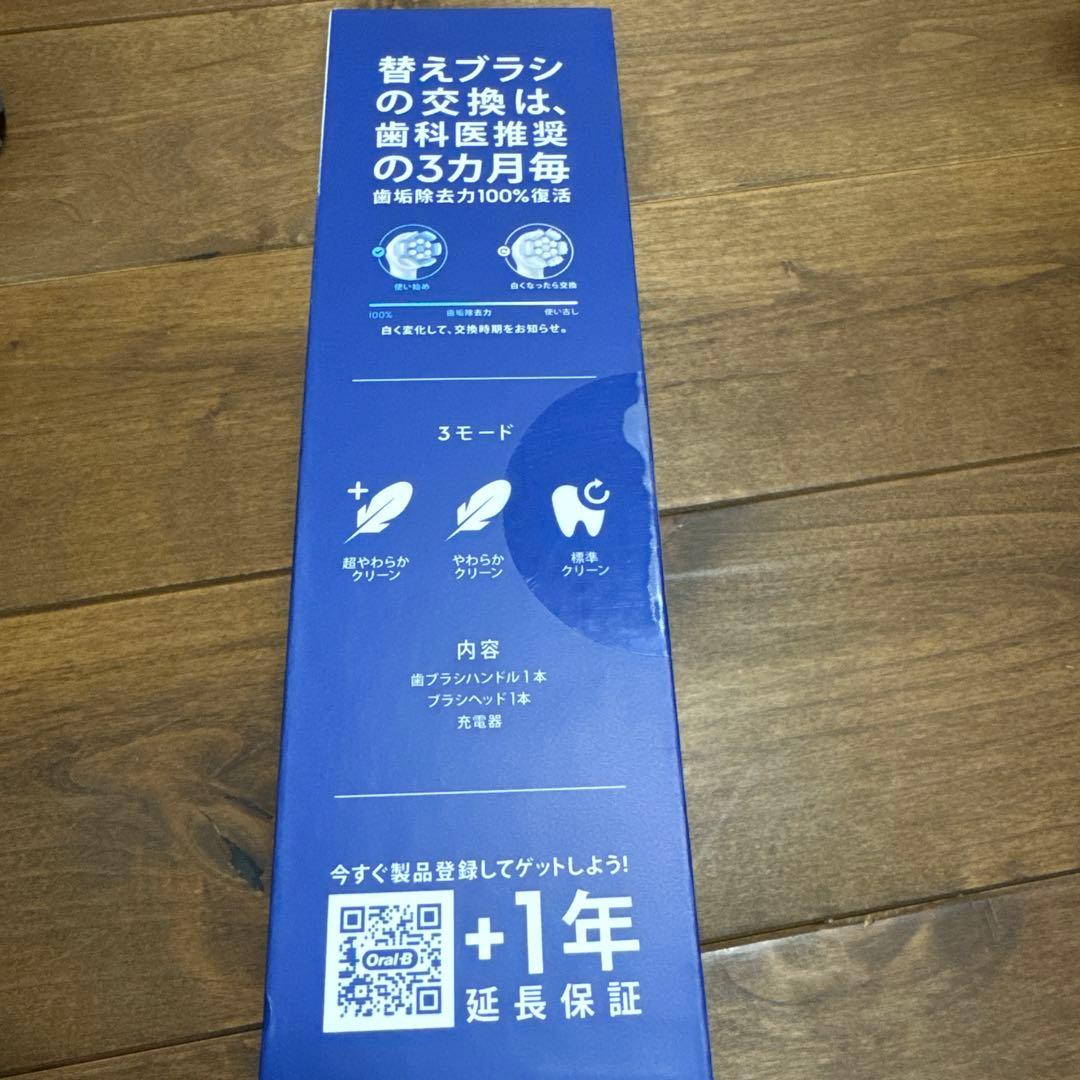 替えブラシ
の交換は、
歯科医推奨
の3カ月毎
歯垢除去力100%復活
使い始め
白くなったら交換
100%
歯垢除去力
使い古し
白く変化して、交換時期をお知らせ。
3モード
超やわらか
クリーン
やわらか
クリーン
標準
クリーン
内容
歯ブラシハンドル1本
ブラシヘッド1本
充電器
今すぐ製品登録してゲットしよう!
Oral-B
+1年
延長保証